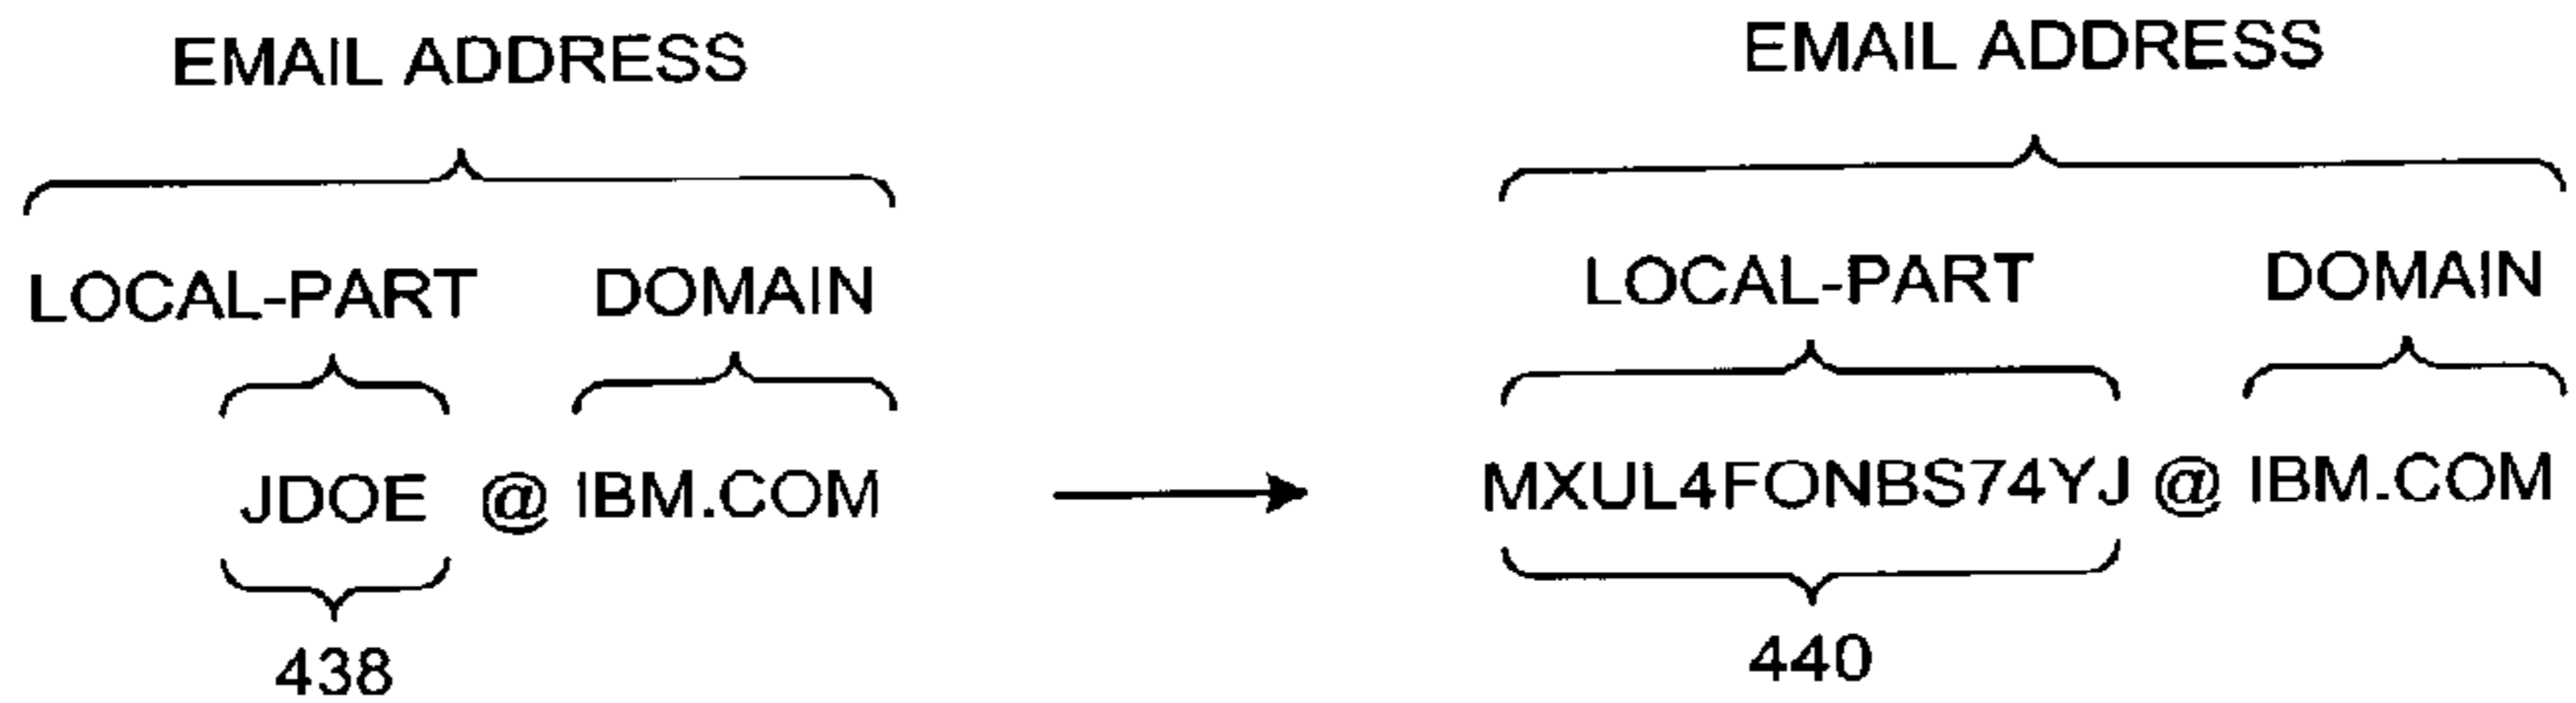 EMAIL ADDRESS EMAIL ADDRESS
LOCAL-PART DOMAIN LOCAL-PART DOMAIN
JDOE @ IBM.COM MXUL4FONBS74YJ @ IBM.COM
438 440